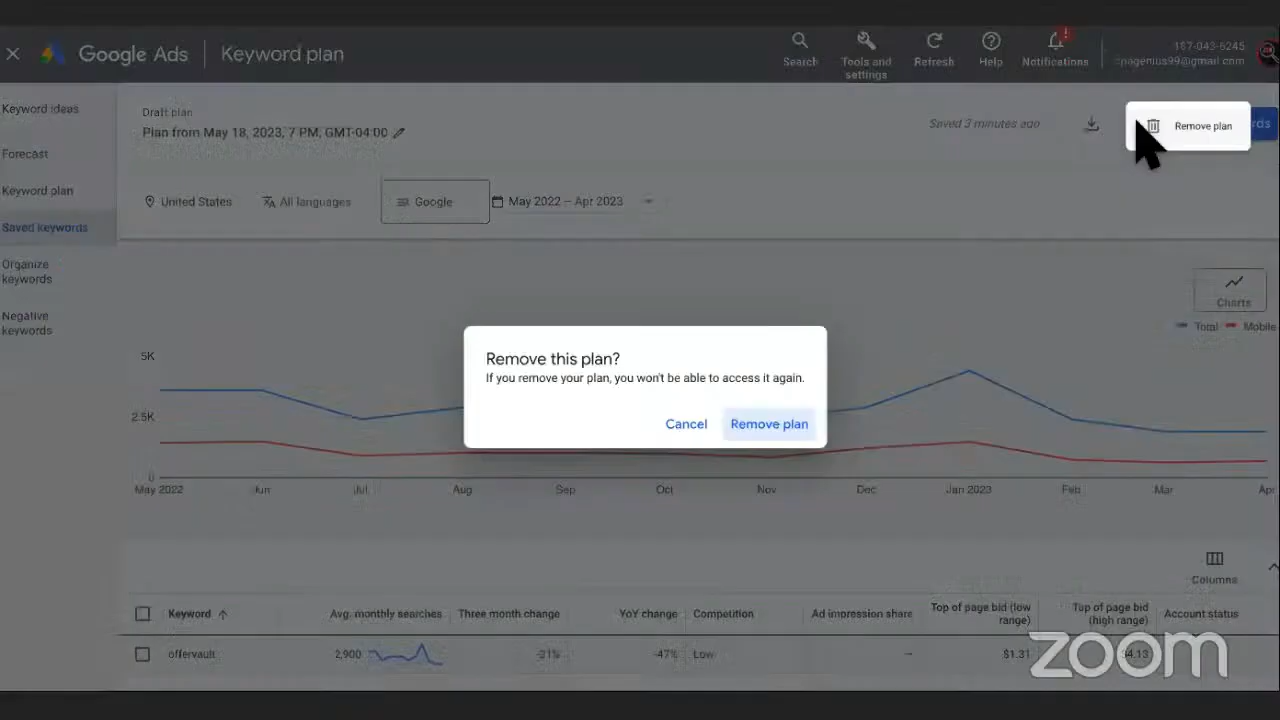 Google Ads | Keyword plan
Search
Tools and
settings
Refresh
Help
Notifications
!
187-043-6245
cpagenius99@gmail.com
Keyword ideas
Forecast
Keyword plan
Saved keywords
Organize
keywords
Negative
keywords
Draft plan
Plan from May 18, 2023, 7 PM, GMT-04:00
Saved 3 minutes ago
Remove plan
United States
All languages
Google
May 2022 – Apr 2023
Charts
Total
Mobile
5K
2.5K
0
May 2022
Jun
Jul
Aug
Sep
Oct
Nov
Dec
Jan 2023
Feb
Mar
Remove this plan?
If you remove your plan, you won't be able to access it again.
Cancel
Remove plan
Columns
Keyword
Avg. monthly searches
Three month change
YoY change
Competition
Ad impression share
Top of page bid (low
range)
Top of page bid
(high range)
Account status
offervault
2,900
-47%
Low
–
$1.31
zoom